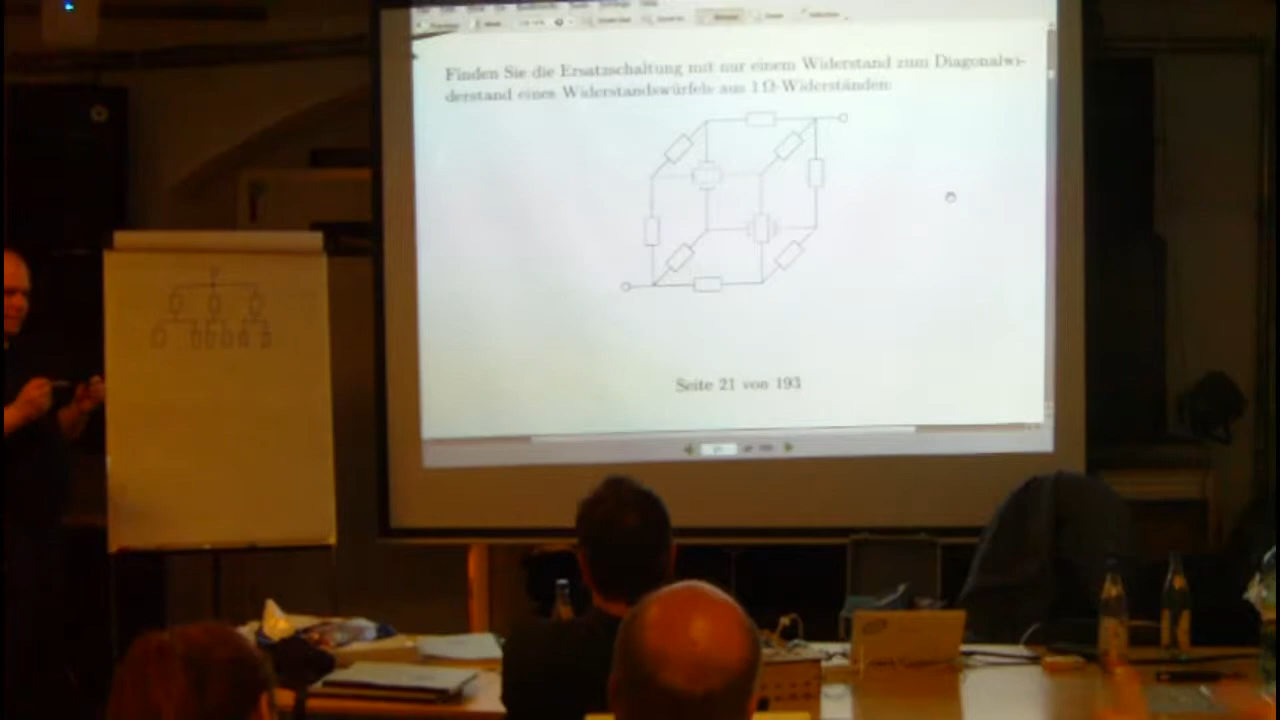 Finden Sie die Ersatzschaltung mit nur einem Widerstand zum Diagonalwi-
derstand eines Widerstandswürfels aus 1 Ω-Widerständen:
Seite 21 von 193